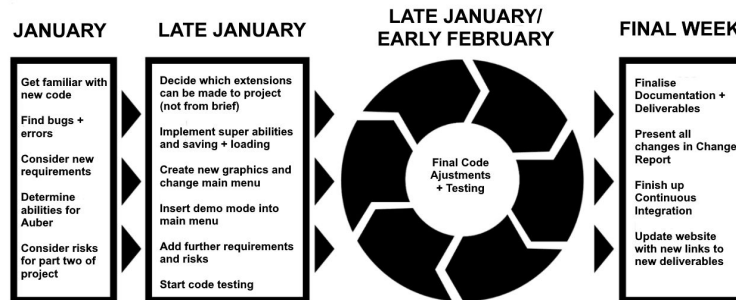 JANUARY
Get familiar with
new code
Find bugs +
errors
Consider new
requirements
Determine
abilities for
Auber
Consider risks
for part two of
project
LATE JANUARY
Decide which extensions
can be made to project
(not from brief)
Implement super abilities
and saving + loading
Create new graphics and
change main menu
Insert demo mode into
main menu
Add further requirements
and risks
Start code testing
LATE JANUARY/
EARLY FEBRUARY
Final Code
Ajustments
+ Testing
FINAL WEEK
Finalise
Documentation +
Deliverables
Present all
changes in Change
Report
Finish up
Continuous
Integration
Update website
with new links to
new deliverables